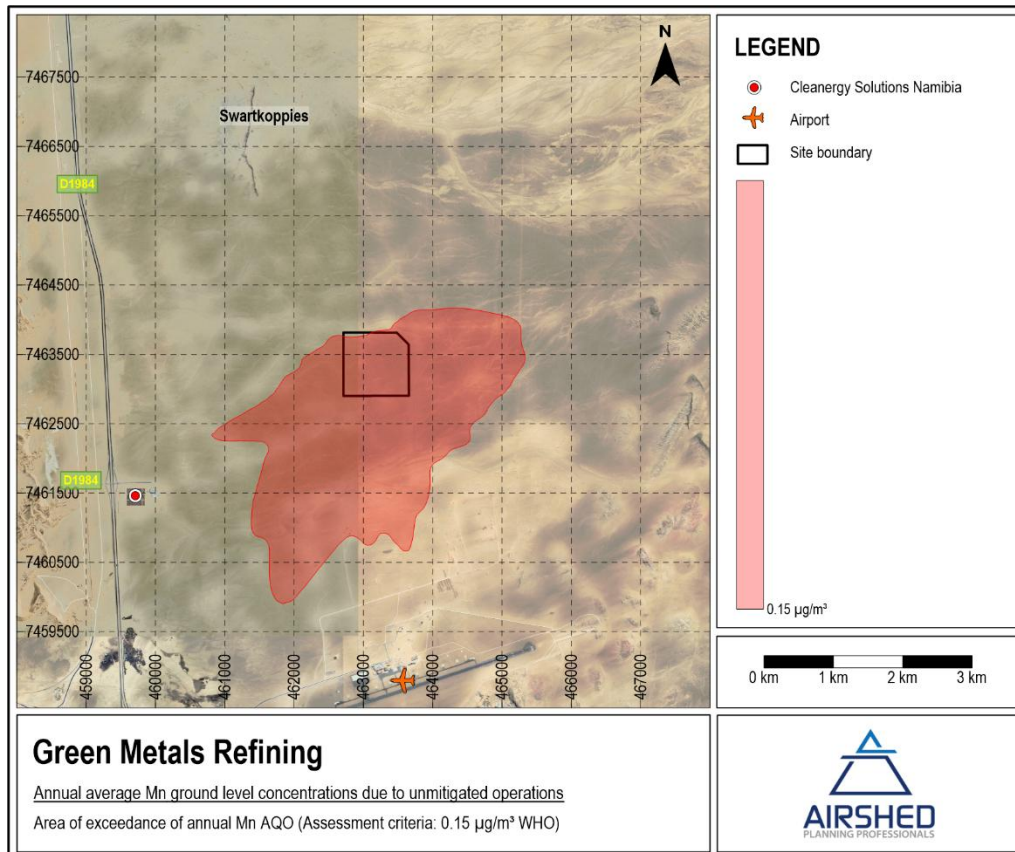 N
7467500
Swartkoppies
7466500
D1984
7465500
7464500
7463500
7462500
D1984
7461500
7460500
7459500
459000
460000
461000
462000
463000
464000
465000
466000
467000
LEGEND
Cleanergy Solutions Namibia
Airport
Site boundary
0.15 µg/m³
0 km 1 km 2 km 3 km
Green Metals Refining
Annual average Mn ground level concentrations due to unmitigated operations
Area of exceedance of annual Mn AQO (Assessment criteria: 0.15 µg/m³ WHO)
AIRSHED
PLANNING PROFESSIONALS